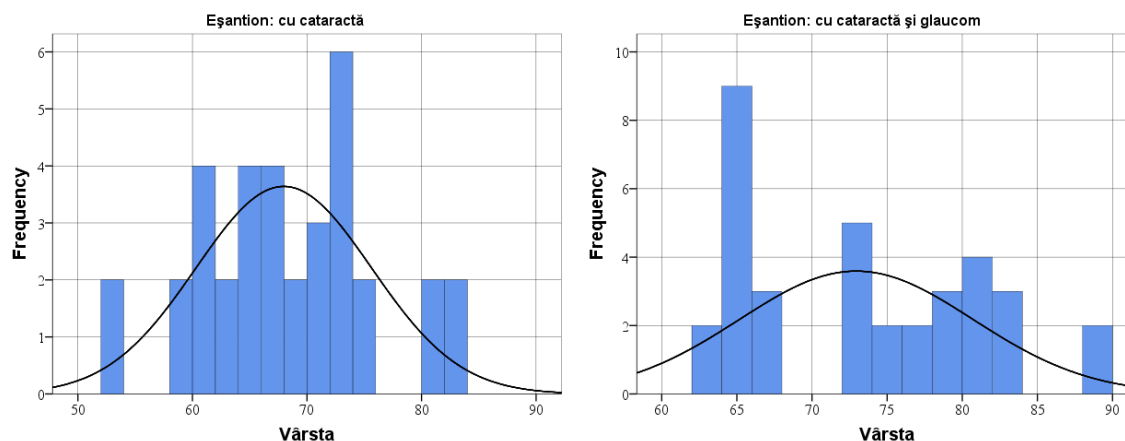 Eşantion: cu cataractă
6
5
4
3
2
1
0
Frequency
50 60 70 80 90
Vârsta
Eşantion: cu cataractă şi glaucom
10
8
6
4
2
0
Frequency
60 65 70 75 80 85 90
Vârsta